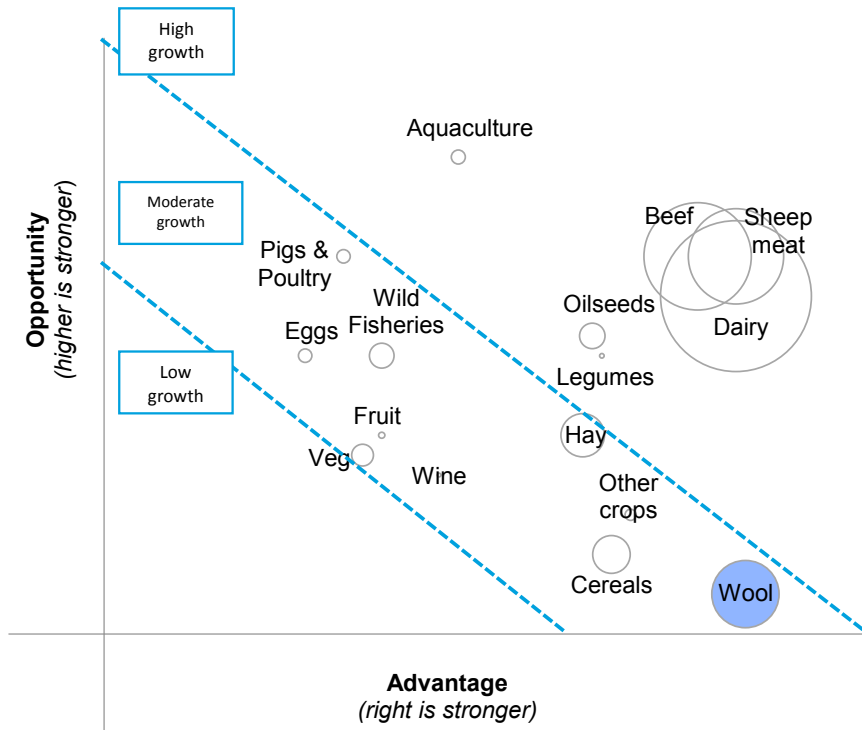 High
growth
Aquaculture
Moderate
growth
Beef
Sheep
meat
Pigs &
Poultry
Wild
Fisheries
Oilseeds
Dairy
Eggs
Legumes
Low
growth
Fruit
Hay
Veg
Wine
Other
crops
Cereals
Wool
Opportunity
(higher is stronger)
Advantage
(right is stronger)